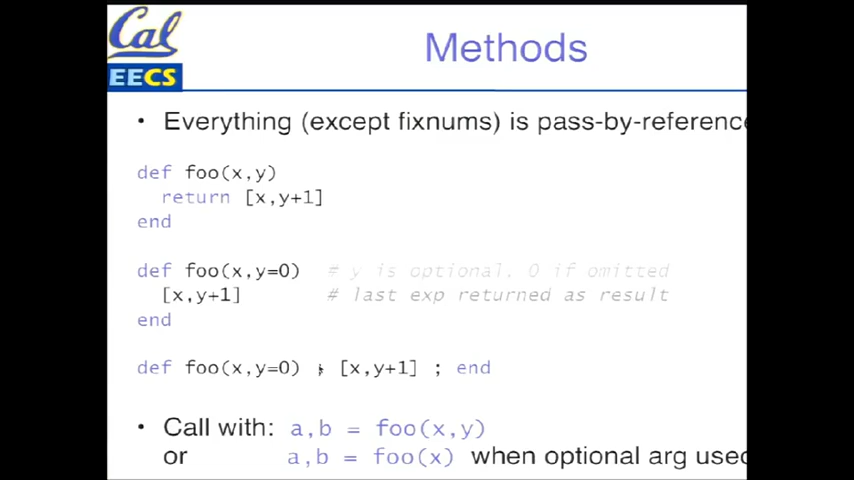 Cal
EECS
Methods
• Everything (except fixnums) is pass-by-reference
def foo(x,y)
return [x,y+1]
end
def foo(x,y=0) # y is optional. 0 if omitted
[x,y+1] # last exp returned as result
end
def foo(x,y=0) ; [x,y+1] ; end
• Call with: a,b = foo(x,y)
or a,b = foo(x) when optional arg used